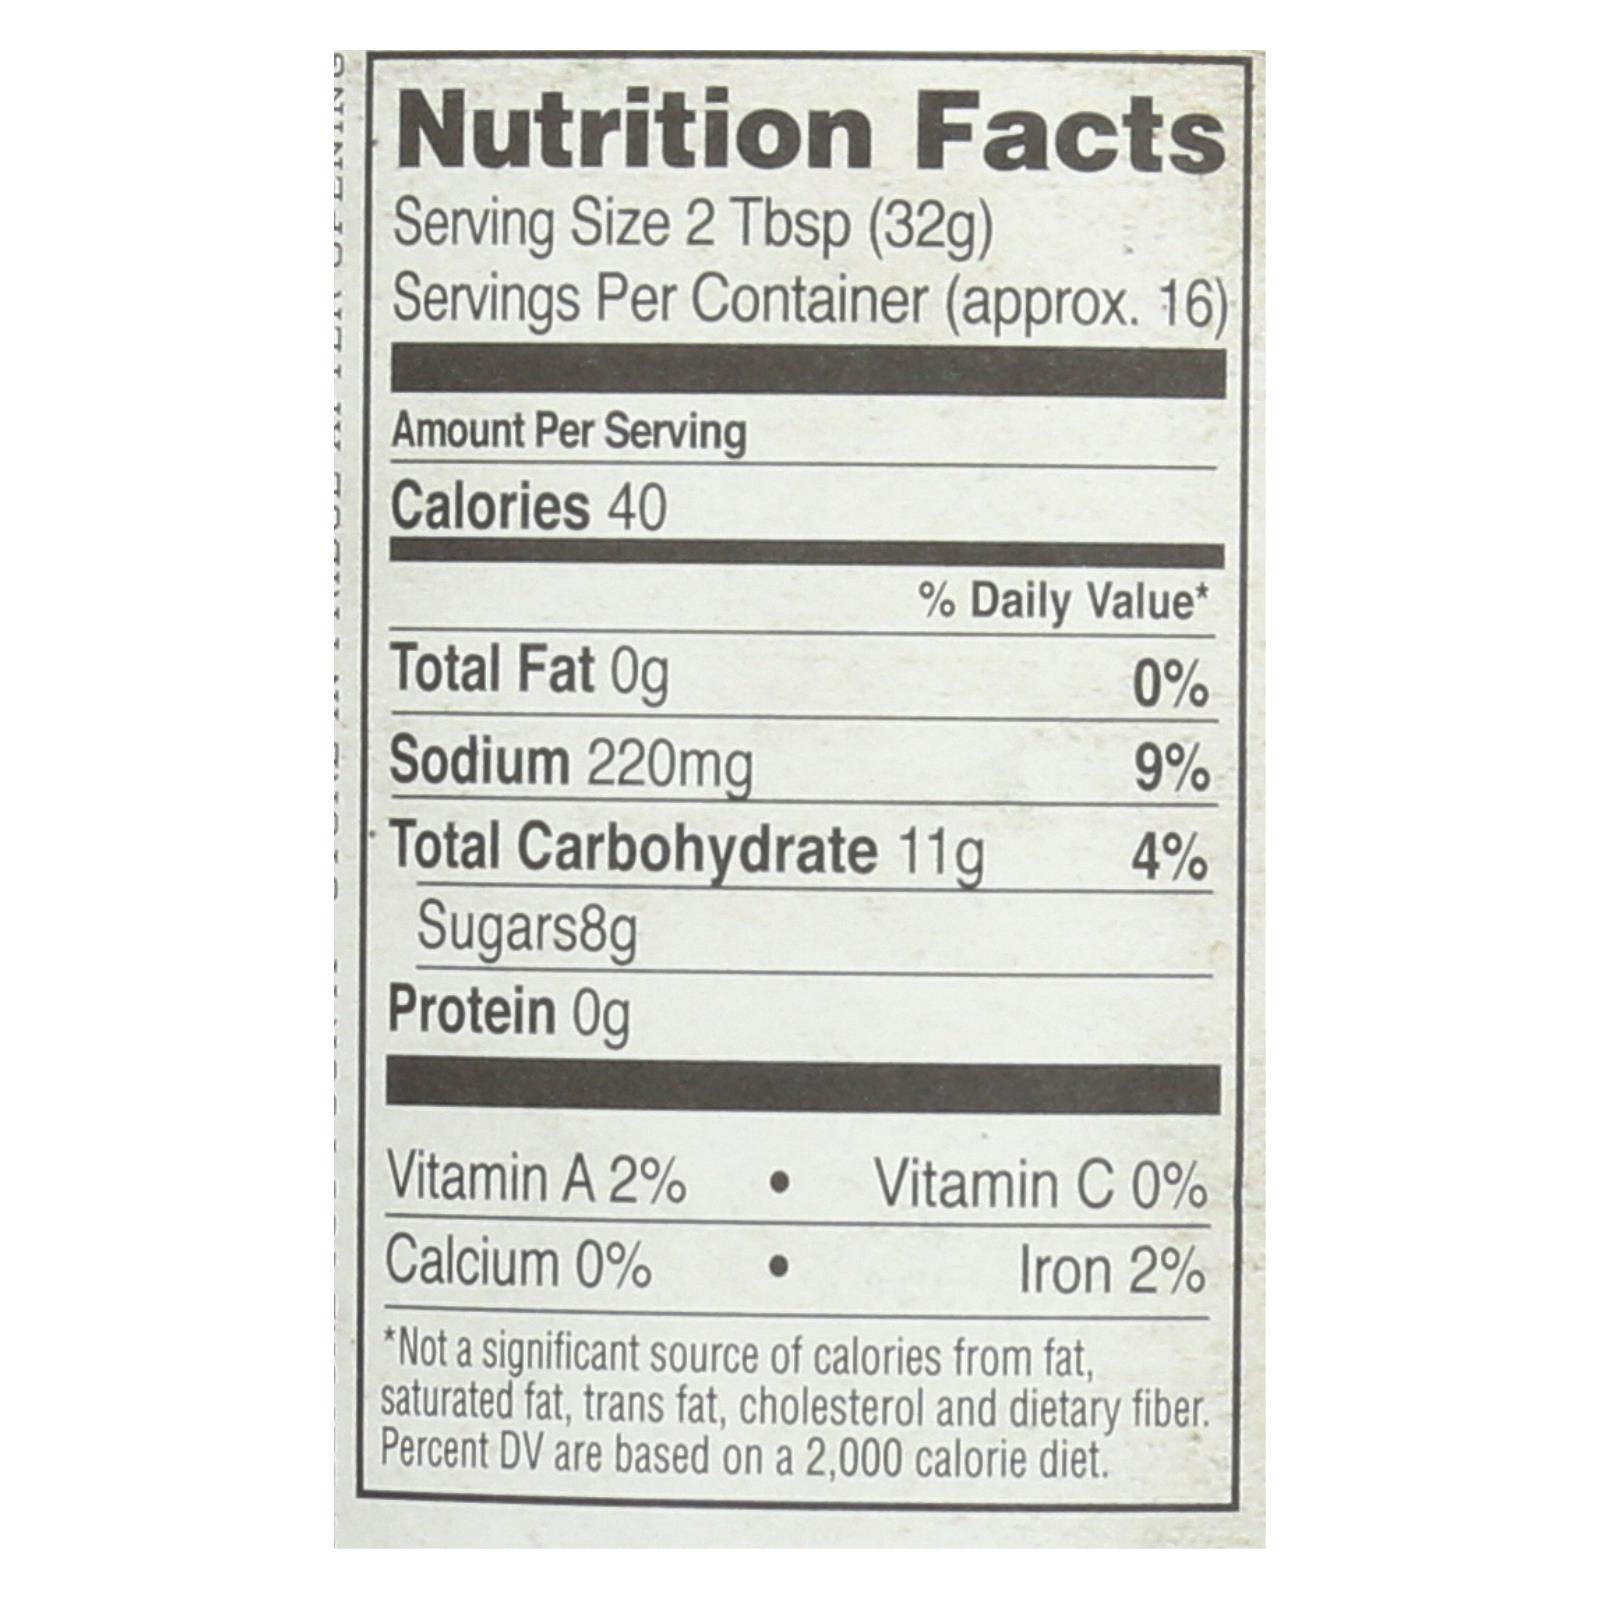 Nutrition Facts
Serving Size 2 Tbsp (32g)
Servings Per Container (approx. 16)
Amount Per Serving
Calories 40
% Daily Value*
Total Fat 0g 0%
Sodium 220mg 9%
Total Carbohydrate 11g 4%
Sugars8g
Protein 0g
Vitamin A 2% • Vitamin C 0%
Calcium 0% • Iron 2%
*Not a significant source of calories from fat,
saturated fat, trans fat, cholesterol and dietary fiber.
Percent DV are based on a 2,000 calorie diet.